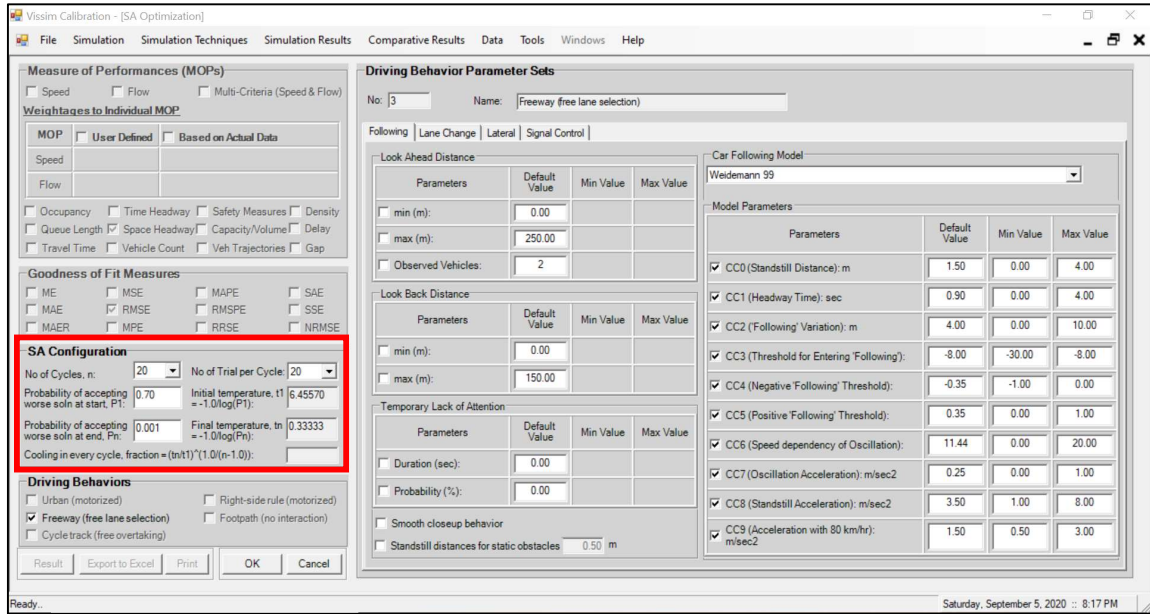 Vissim Calibration - [SA Optimization]
File Simulation Simulation Techniques Simulation Results Comparative Results Data Tools Windows Help
Measure of Performances (MOPs)
Speed Flow Multi-Criteria (Speed & Flow)
Weightages to Individual MOP
MOP User Defined Based on Actual Data
Speed
Flow
Occupancy Time Headway Safety Measures Density
Queue Length Space Headway Capacity/Volume Delay
Travel Time Vehicle Count Veh Trajectories Gap
Goodness of Fit Measures
ME MSE MAPE SAE
MAE RMSE RMSPE SSE
MAER MPE RRSE NRMSE
SA Configuration
No of Cycles, n: 20 No of Trial per Cycle: 20
Probability of accepting worse soln at start, P1: 0.70 Initial temperature, t1 = -1.0/log(P1): 6.45570
Probability of accepting worse soln at end, Pn: 0.001 Final temperature, tn = -1.0/log(Pn): 0.33333
Cooling in every cycle, fraction = (tn/t1)^(1.0/(n-1.0)):
Driving Behaviors
Urban (motorized) Right-side rule (motorized)
Freeway (free lane selection) Footpath (no interaction)
Cycle track (free overtaking)
Result Export to Excel Print OK Cancel
Driving Behavior Parameter Sets
No: 3 Name: Freeway (free lane selection)
Following Lane Change Lateral Signal Control
Look Ahead Distance
Parameters Default Value Min Value Max Value
min (m): 0.00
max (m): 250.00
Observed Vehicles: 2
Look Back Distance
Parameters Default Value Min Value Max Value
min (m): 0.00
max (m): 150.00
Temporary Lack of Attention
Parameters Default Value Min Value Max Value
Duration (sec): 0.00
Probability (%): 0.00
Smooth closeup behavior
Standstill distances for static obstacles 0.50 m
Car Following Model
Weidemann 99
Model Parameters
Parameters Default Value Min Value Max Value
CC0 (Standstill Distance): m 1.50 0.00 4.00
CC1 (Headway Time): sec 0.90 0.00 4.00
CC2 ('Following' Variation): m 4.00 0.00 10.00
CC3 (Threshold for Entering 'Following'): -8.00 -30.00 -8.00
CC4 (Negative 'Following' Threshold): -0.35 -1.00 0.00
CC5 (Positive 'Following' Threshold): 0.35 0.00 1.00
CC6 (Speed dependency of Oscillation): 11.44 0.00 20.00
CC7 (Oscillation Acceleration): m/sec2 0.25 0.00 1.00
CC8 (Standstill Acceleration): m/sec2 3.50 1.00 8.00
CC9 (Acceleration with 80 km/hr): m/sec2 1.50 0.50 3.00
Ready..
Saturday, September 5, 2020 :: 8:17 PM